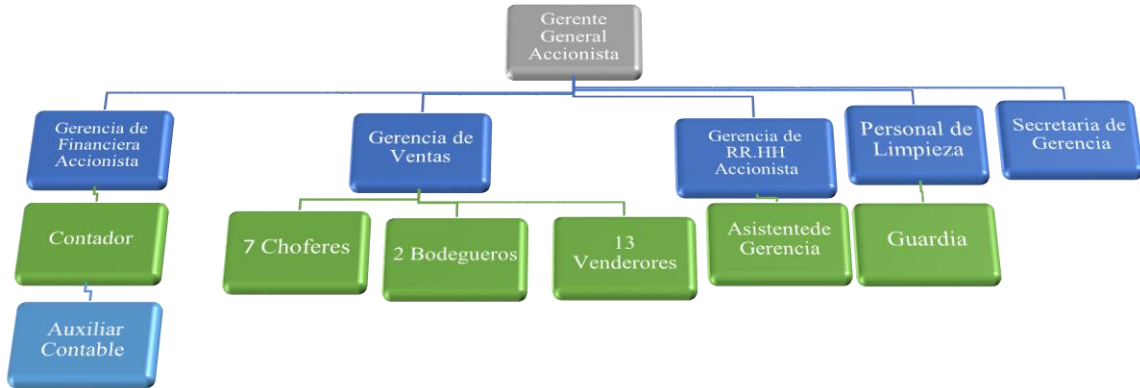 Gerente
General
Accionista
Gerencia de
Financiera
Accionista
Gerencia de
Ventas
Gerencia de
RR.HH
Accionista
Personal de
Limpieza
Secretaria de
Gerencia
Contador
7 Choferes
2 Bodegueros
13
Venderores
Asistentede
Gerencia
Guardia
Auxiliar
Contable